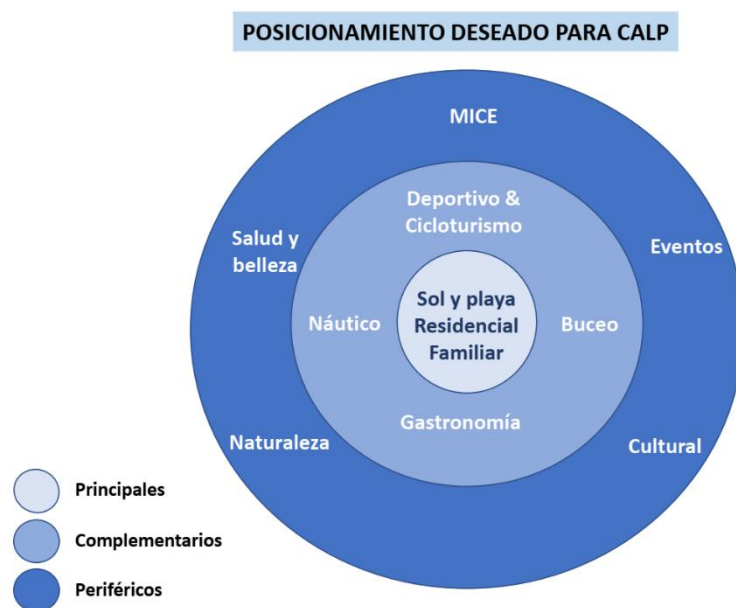 POSICIONAMIENTO DESEADO PARA CALP
MICE
Deportivo &
Cicloturismo
Salud y
belleza
Eventos
Sol y playa
Residencial
Familiar
Náutico
Buceo
Gastronomía
Naturaleza
Cultural
Principales
Complementarios
Periféricos